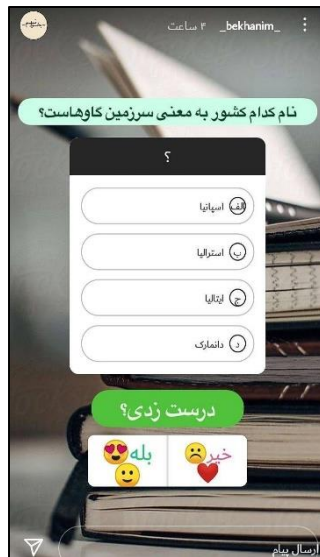 _bekhanim_ ۳ ساعت
نام کدام کشور به معنی سرزمین گاوهاست؟
؟
الف اسپانیا
ب استرالیا
ج ایتالیا
د دانمارک
درست زدی؟
بله
خیر
ارسال پیام